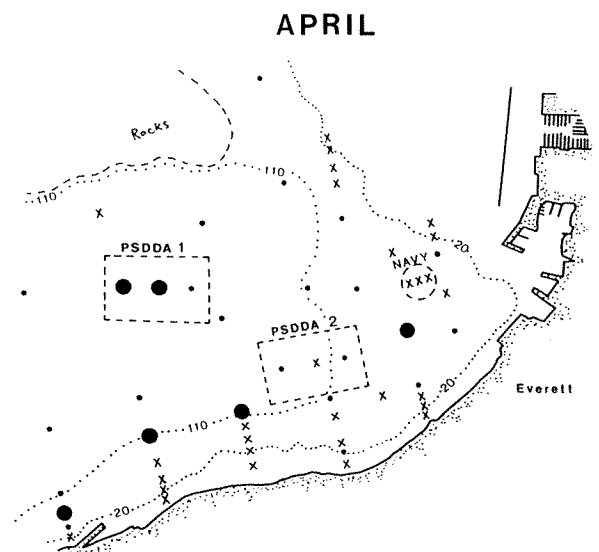 APRIL
Rocks
110
110
PSDDA 1
20
NAVY
PSDDA 2
20
Everett
110
20